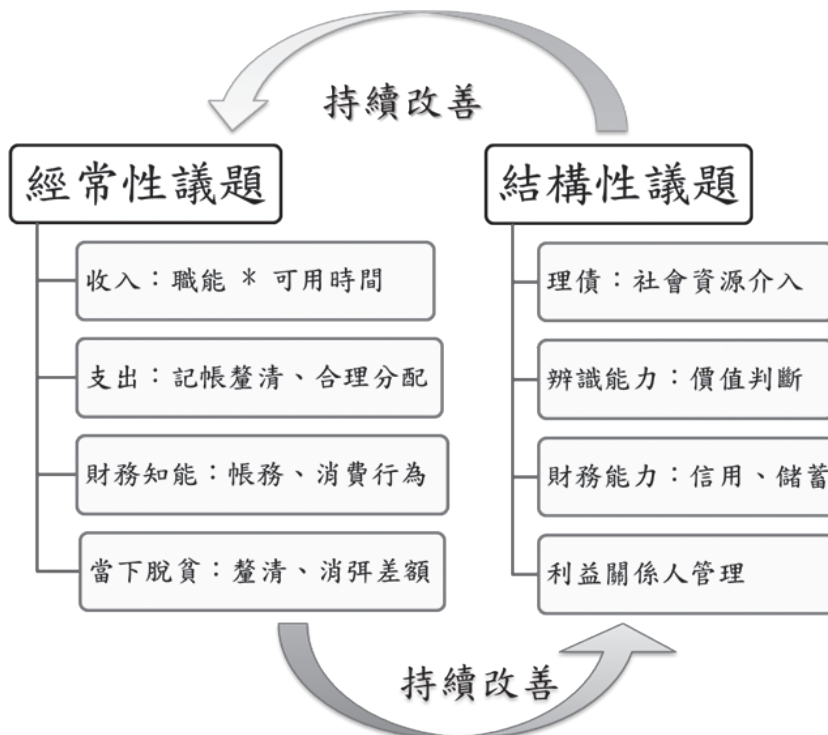 持續改善
經常性議題
收入：職能 * 可用時間
支出：記帳釐清、合理分配
財務知能：帳務、消費行為
當下脫貧：釐清、消弭差額
結構性議題
理債：社會資源介入
辨識能力：價值判斷
財務能力：信用、儲蓄
利益關係人管理
持續改善